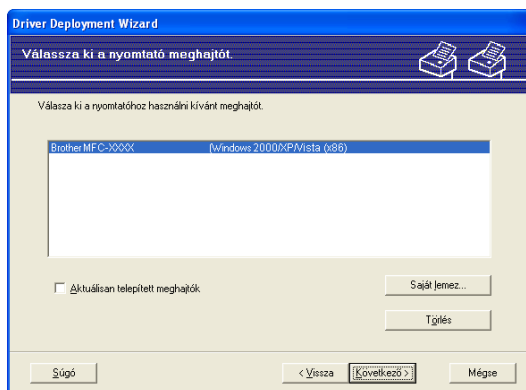 Driver Deployment Wizard
Válassza ki a nyomtató meghajtót.
Válasza ki a nyomtatóhoz használni kívánt meghajtót.
Brother MFC-XXXX (Windows 2000/XP/Vista (x86)
Aktuálisan telepített meghajtók
Saját lemez...
Törlés
Súgó
< Vissza
Következő >
Mégse